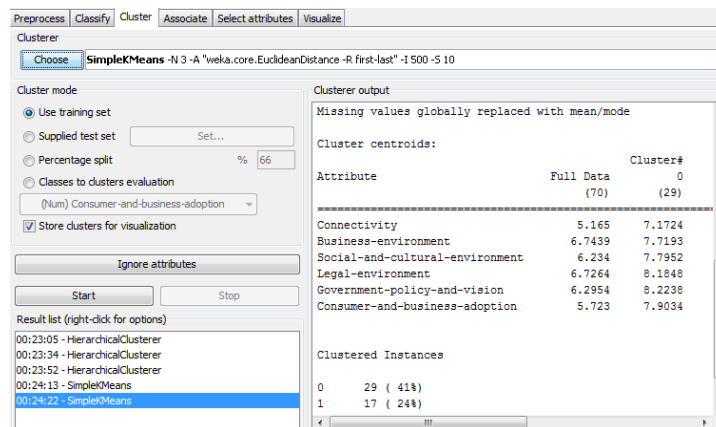 Preprocess Classify Cluster Associate Select attributes Visualize
Clusterer
Choose SimpleKMeans -N 3 -A "weka.core.EuclideanDistance -R first-last" -I 500 -S 10
Cluster mode
Use training set
Supplied test set Set...
Percentage split % 66
Classes to clusters evaluation
(Num) Consumer-and-business-adoption
Store clusters for visualization
Ignore attributes
Start Stop
Result list (right-click for options)
00:23:05 - HierarchicalClusterer
00:23:34 - HierarchicalClusterer
00:23:52 - HierarchicalClusterer
00:24:13 - SimpleKMeans
00:24:22 - SimpleKMeans
Clusterer output
Missing values globally replaced with mean/mode
Cluster centroids:
Cluster#
Attribute Full Data 0
(70) (29)
Connectivity 5.165 7.1724
Business-environment 6.7439 7.7193
Social-and-cultural-environment 6.234 7.7952
Legal-environment 6.7264 8.1848
Government-policy-and-vision 6.2954 8.2238
Consumer-and-business-adoption 5.723 7.9034
Clustered Instances
0 29 ( 41%)
1 17 ( 24%)